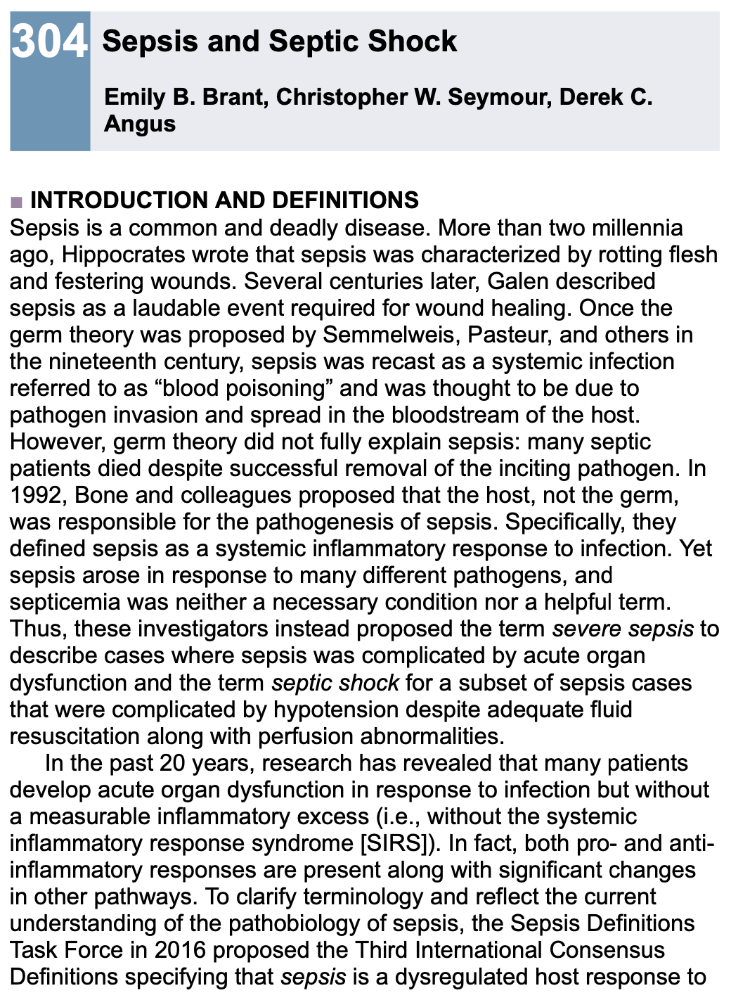 304 Sepsis and Septic Shock
Emily B. Brant, Christopher W. Seymour, Derek C.
Angus
■ INTRODUCTION AND DEFINITIONS
Sepsis is a common and deadly disease. More than two millennia
ago, Hippocrates wrote that sepsis was characterized by rotting flesh
and festering wounds. Several centuries later, Galen described
sepsis as a laudable event required for wound healing. Once the
germ theory was proposed by Semmelweis, Pasteur, and others in
the nineteenth century, sepsis was recast as a systemic infection
referred to as “blood poisoning” and was thought to be due to
pathogen invasion and spread in the bloodstream of the host.
However, germ theory did not fully explain sepsis: many septic
patients died despite successful removal of the inciting pathogen. In
1992, Bone and colleagues proposed that the host, not the germ,
was responsible for the pathogenesis of sepsis. Specifically, they
defined sepsis as a systemic inflammatory response to infection. Yet
sepsis arose in response to many different pathogens, and
septicemia was neither a necessary condition nor a helpful term.
Thus, these investigators instead proposed the term severe sepsis to
describe cases where sepsis was complicated by acute organ
dysfunction and the term septic shock for a subset of sepsis cases
that were complicated by hypotension despite adequate fluid
resuscitation along with perfusion abnormalities.
In the past 20 years, research has revealed that many patients
develop acute organ dysfunction in response to infection but without
a measurable inflammatory excess (i.e., without the systemic
inflammatory response syndrome [SIRS]). In fact, both pro- and anti-
inflammatory responses are present along with significant changes
in other pathways. To clarify terminology and reflect the current
understanding of the pathobiology of sepsis, the Sepsis Definitions
Task Force in 2016 proposed the Third International Consensus
Definitions specifying that sepsis is a dysregulated host response to